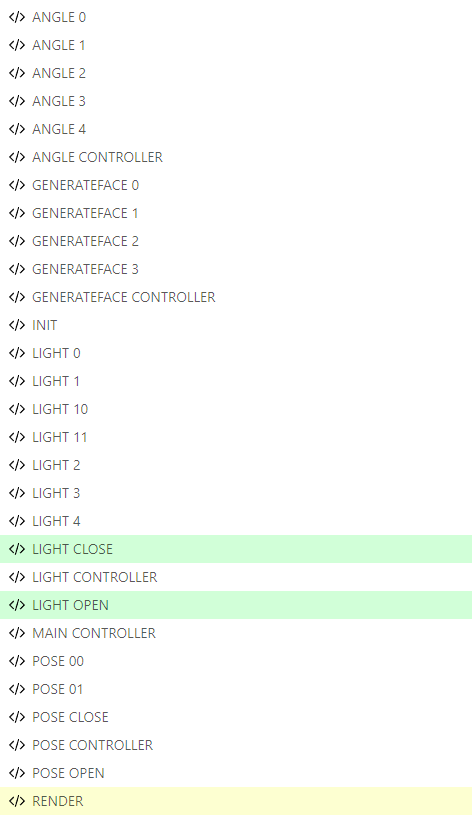 </> ANGLE 0
</> ANGLE 1
</> ANGLE 2
</> ANGLE 3
</> ANGLE 4
</> ANGLE CONTROLLER
</> GENERATEFACE 0
</> GENERATEFACE 1
</> GENERATEFACE 2
</> GENERATEFACE 3
</> GENERATEFACE CONTROLLER
</> INIT
</> LIGHT 0
</> LIGHT 1
</> LIGHT 10
</> LIGHT 11
</> LIGHT 2
</> LIGHT 3
</> LIGHT 4
</> LIGHT CLOSE
</> LIGHT CONTROLLER
</> LIGHT OPEN
</> MAIN CONTROLLER
</> POSE 00
</> POSE 01
</> POSE CLOSE
</> POSE CONTROLLER
</> POSE OPEN
</> RENDER